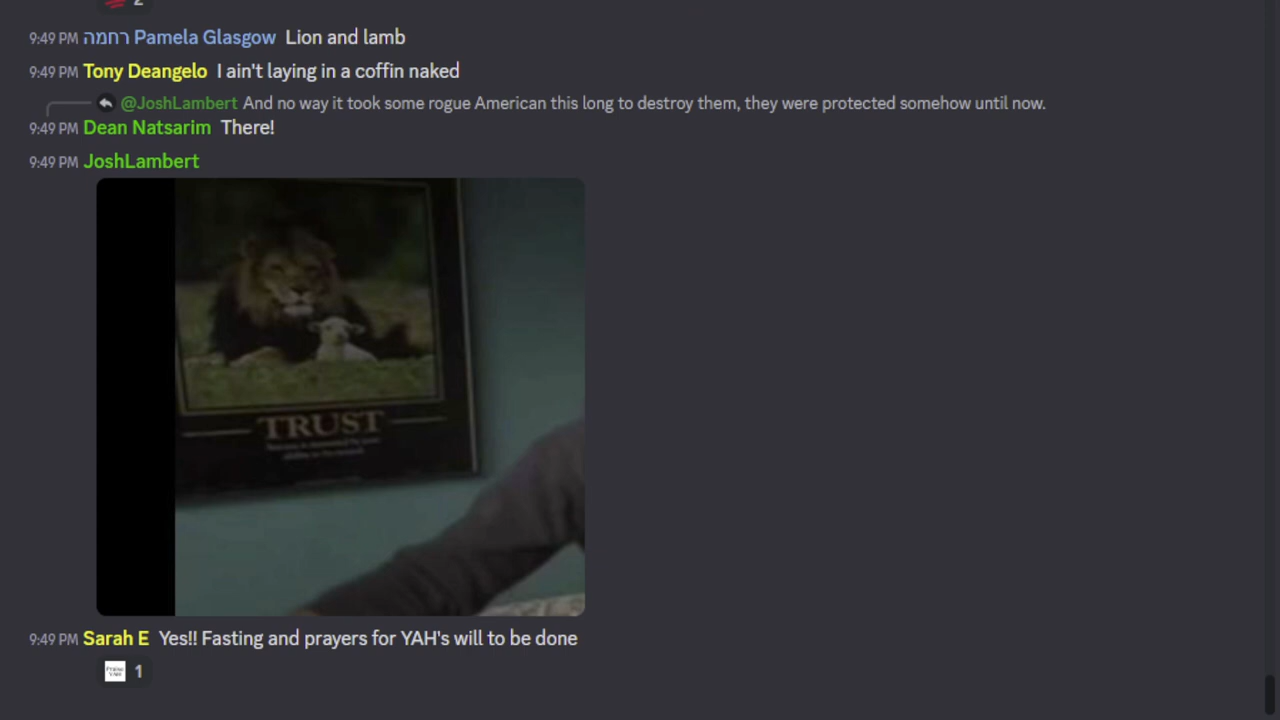 2
9:49 PM רחמה Pamela Glasgow Lion and lamb
9:49 PM Tony Deangelo I ain't laying in a coffin naked
@JoshLambert And no way it took some rogue American this long to destroy them, they were protected somehow until now.
9:49 PM Dean Natsarim There!
9:49 PM JoshLambert
TRUST
9:49 PM Sarah E Yes!! Fasting and prayers for YAH's will to be done
1